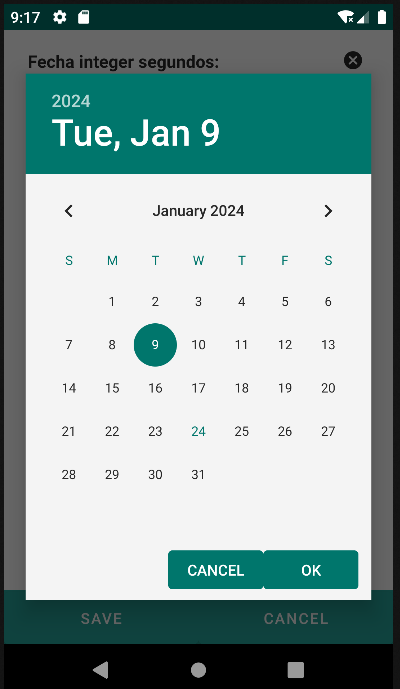 9:17
Fecha integer segundos:
2024
Tue, Jan 9
January 2024
S M T W T F S
1 2 3 4 5 6
7 8 9 10 11 12 13
14 15 16 17 18 19 20
21 22 23 24 25 26 27
28 29 30 31
CANCEL OK
SAVE CANCEL